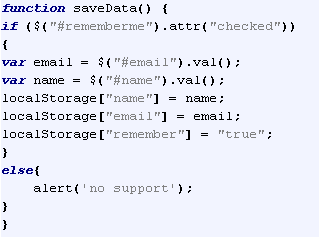 function saveData() {
if ($("#rememberme").attr("checked"))
{
var email = $("#email").val();
var name = $("#name").val();
localStorage["name"] = name;
localStorage["email"] = email;
localStorage["remember"] = "true";
}
else{
    alert('no support');
}
}